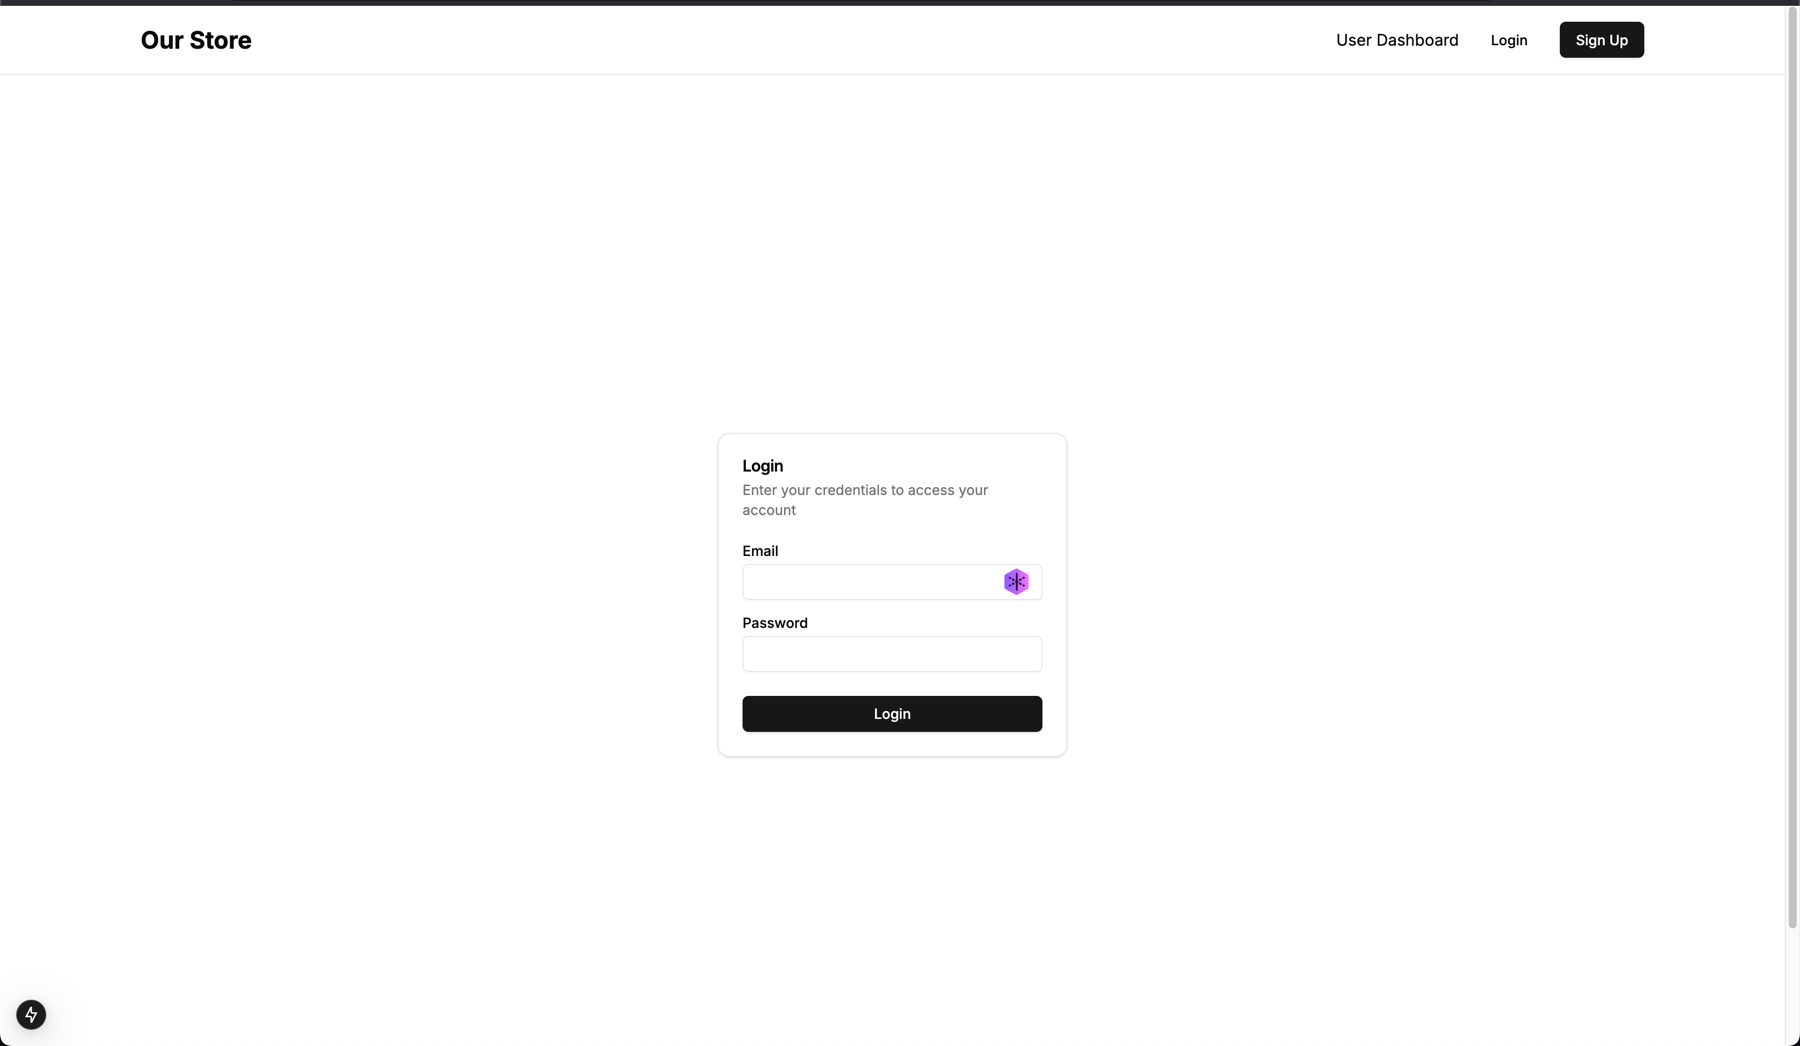 Our Store
User Dashboard
Login
Sign Up
Login
Enter your credentials to access your
account
Email
Password
Login